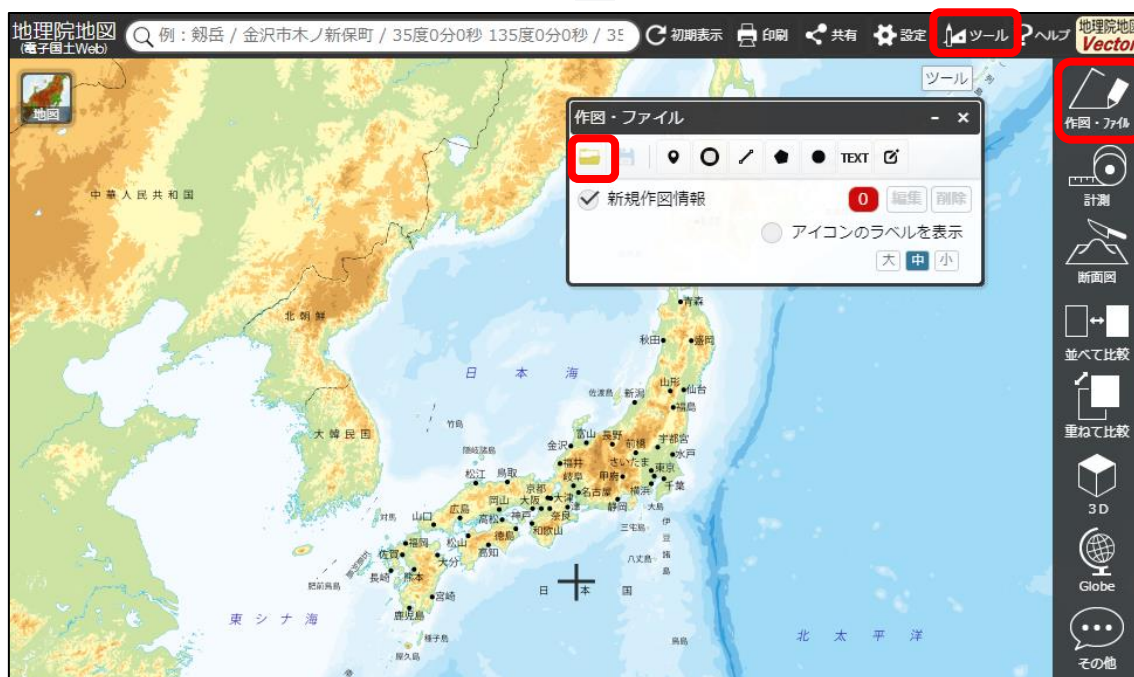 地理院地図
(電子国土Web)
例：剱岳 / 金沢市木ノ新保町 / 35度0分0秒 135度0分0秒 / 35
初期表示
印刷
共有
設定
ツール
ヘルプ
地理院地図
Vector
地図
ツール
作図・ファイル
TEXT
新規作図情報
0
編集
削除
アイコンのラベルを表示
大
中
小
作図・ファイル
計測
断面図
並べて比較
重ねて比較
3D
Globe
その他
中華人民共和国
北朝鮮
大韓民国
日本海
竹島
隠岐諸島
佐渡島
青森
秋田
盛岡
山形
仙台
新潟
福島
金沢
富山
長野
前橋
宇都宮
水戸
福井
さいたま
東京
岐阜
甲府
千葉
松江
鳥取
京都
大津
名古屋
横浜
静岡
大島
岡山
大阪
津
対馬
山口
広島
高松
神戸
奈良
和歌山
三宅島
伊豆諸島
八丈島
福岡
松山
徳島
高知
佐賀
大分
長崎
熊本
宮崎
鹿児島
種子島
屋久島
日本国
鳥島
東シナ海
北太平洋